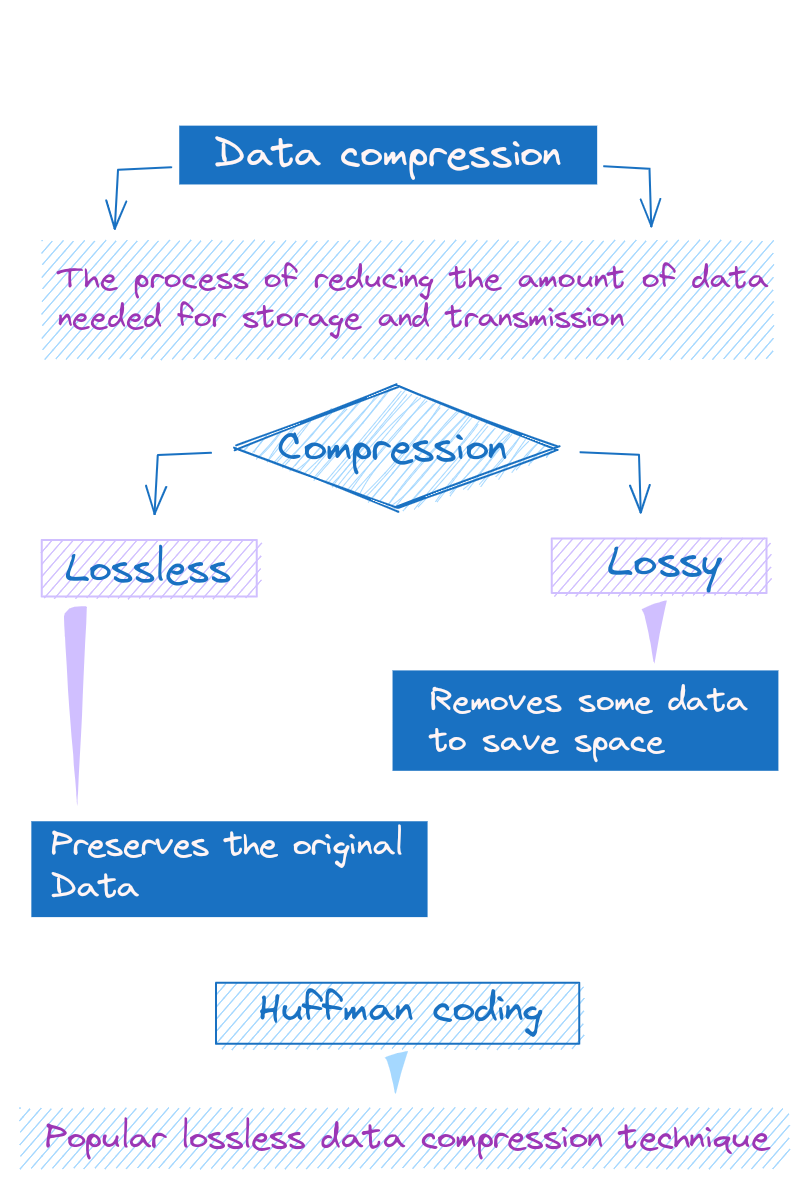 Data compression
The process of reducing the amount of data
needed for storage and transmission
Compression
Lossless
Lossy
Removes some data
to save space
Preserves the original
Data
Huffman coding
Popular lossless data compression technique